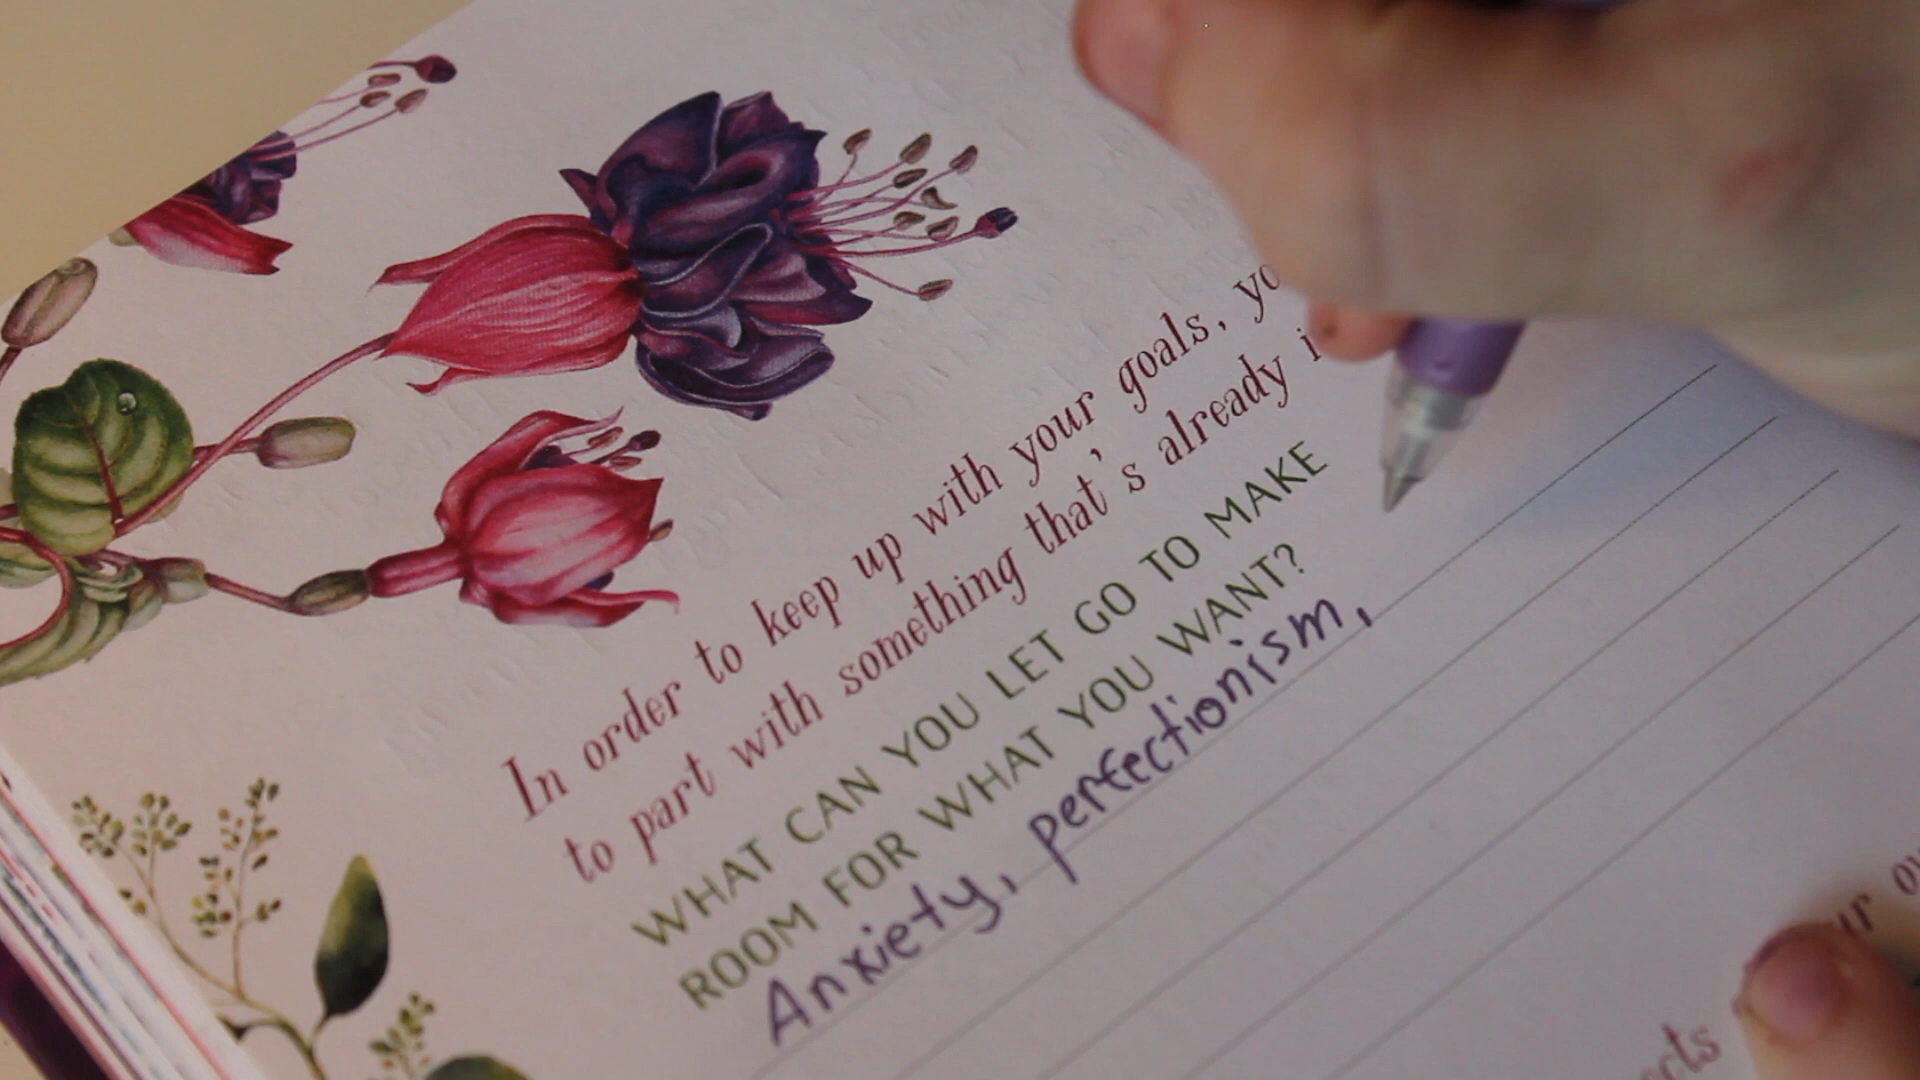 In order to keep up with your goals, yo
to part with something that's already i
WHAT CAN YOU LET GO TO MAKE
ROOM FOR WHAT YOU WANT?
Anxiety, perfectionism,